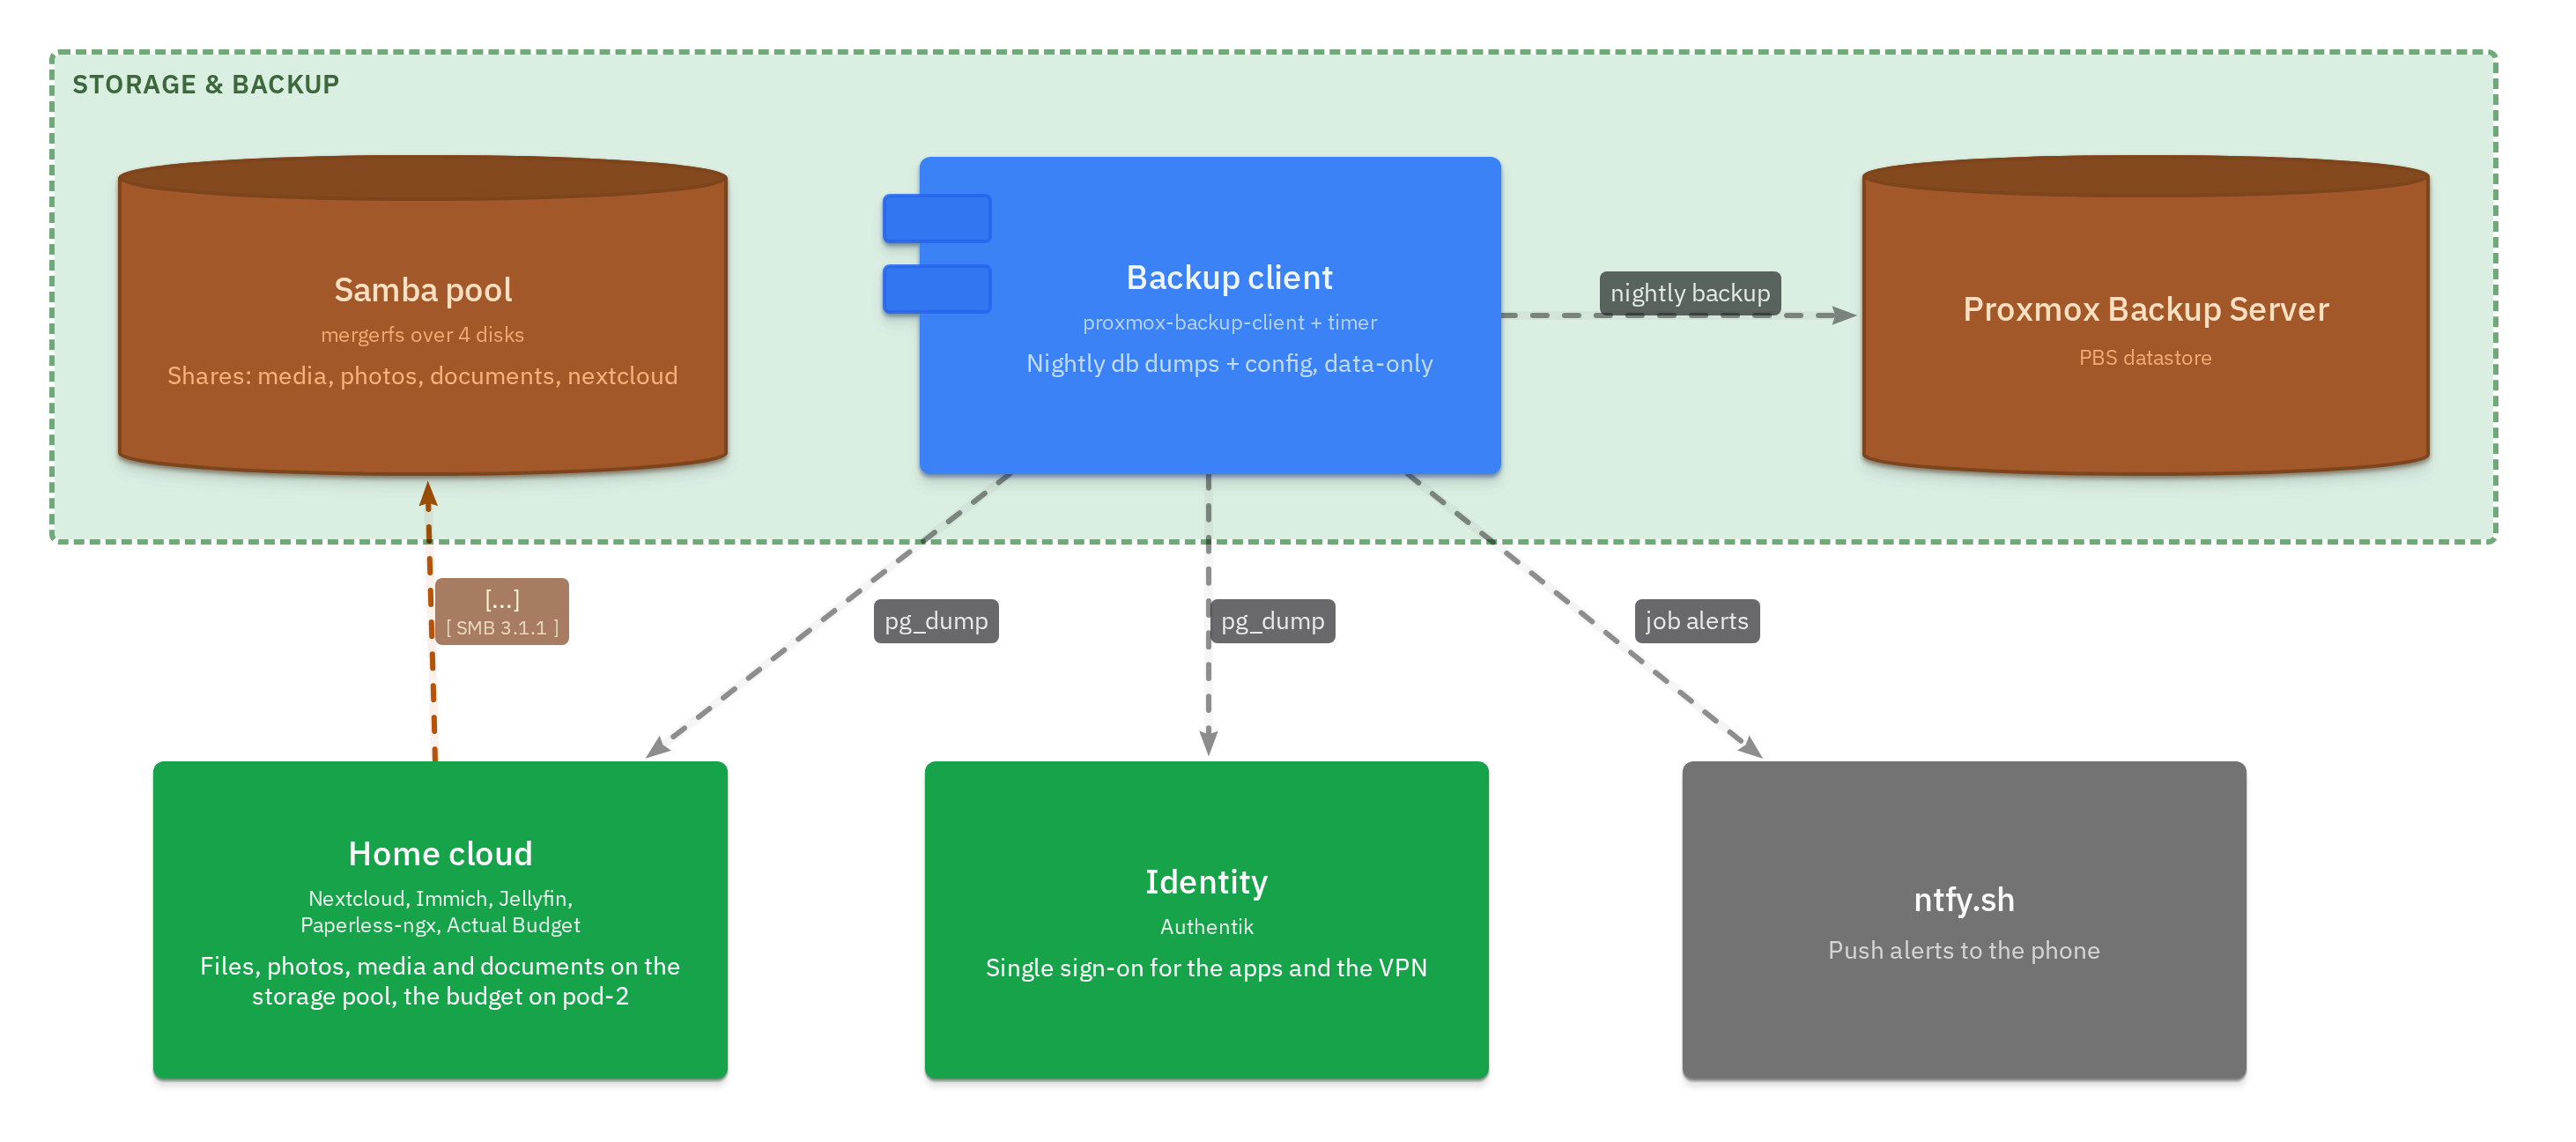 STORAGE & BACKUP
Samba pool
mergerfs over 4 disks
Shares: media, photos, documents, nextcloud
Backup client
proxmox-backup-client + timer
Nightly db dumps + config, data-only
nightly backup
Proxmox Backup Server
PBS datastore
[...]
[ SMB 3.1.1 ]
pg_dump
pg_dump
job alerts
Home cloud
Nextcloud, Immich, Jellyfin,
Paperless-ngx, Actual Budget
Files, photos, media and documents on the
storage pool, the budget on pod-2
Identity
Authentik
Single sign-on for the apps and the VPN
ntfy.sh
Push alerts to the phone